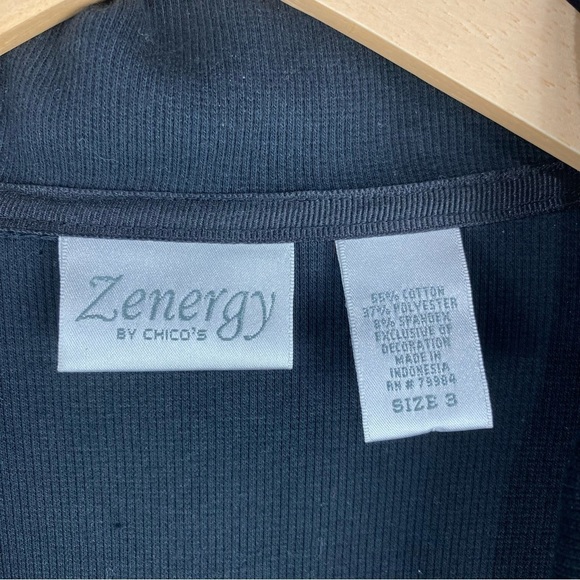 Zenergy
BY CHICO'S
55% COTTON
37% POLYESTER
8% SPANDEX
EXCLUSIVE OF
DECORATION
MADE IN
INDONESIA
RN # 79984
SIZE 3